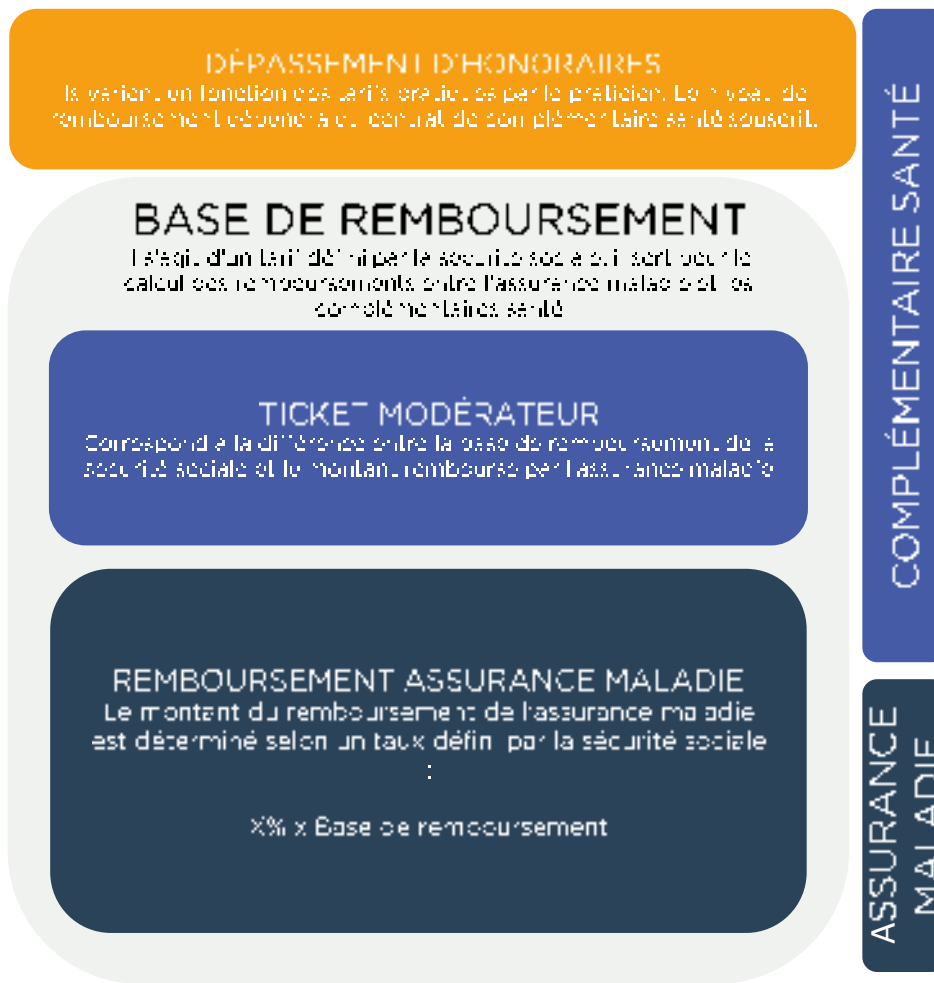 DÉPASSEMENT D'HONORAIRES
Ils varient en fonction des tarifs pratiqués par le praticien. Le niveau de
remboursement dépendra du contrat de complémentaire santé souscrit.
BASE DE REMBOURSEMENT
Il s'agit d'un tarif défini par la sécurité sociale qui sert pour le
calcul des remboursements entre l'assurance maladie et les
complémentaires santé
TICKET MODÉRATEUR
Correspond à la différence entre la base de remboursement de la
sécurité sociale et le montant remboursé par l'assurance maladie
REMBOURSEMENT ASSURANCE MALADIE
Le montant du remboursement de l'assurance maladie
est déterminé selon un taux défini par la sécurité sociale
:
X% x Base de remboursement
COMPLÉMENTAIRE SANTÉ
ASSURANCE
MALADIE